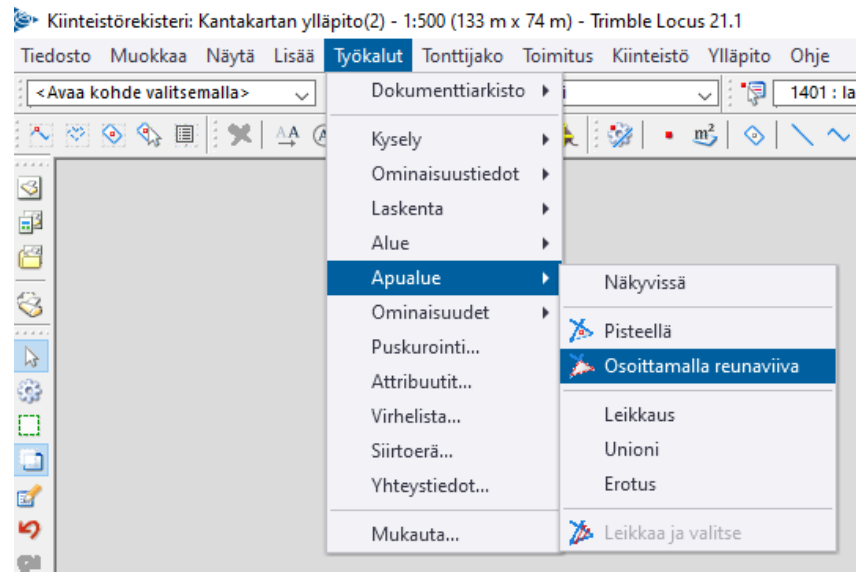 Kiinteistörekisteri: Kantakartan ylläpito(2) - 1:500 (133 m x 74 m) - Trimble Locus 21.1
Tiedosto Muokkaa Näytä Lisää Työkalut Tonttijako Toimitus Kiinteistö Ylläpito Ohje
<Avaa kohde valitsemalla> 1401 : la
Dokumenttiarkisto
Kysely
Ominaisuustiedot
Laskenta
Alue
Apualue
Ominaisuudet
Puskurointi...
Attribuutit...
Virhelista...
Siirtoerä...
Yhteystiedot...
Mukauta...
Näkyvissä
Pisteellä
Osoittamalla reunaviiva
Leikkaus
Unioni
Erotus
Leikkaa ja valitse